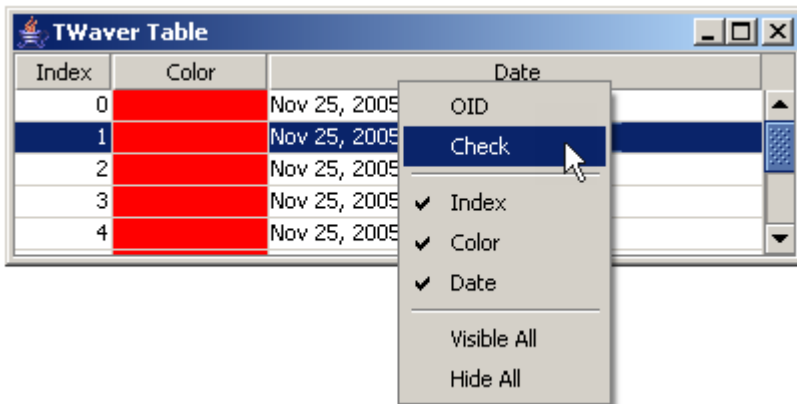 TWaver Table
Index Color Date
0 Nov 25, 2005
1 Nov 25, 2005
2 Nov 25, 2005
3 Nov 25, 2005
4 Nov 25, 2005
OID
Check
Index
Color
Date
Visible All
Hide All